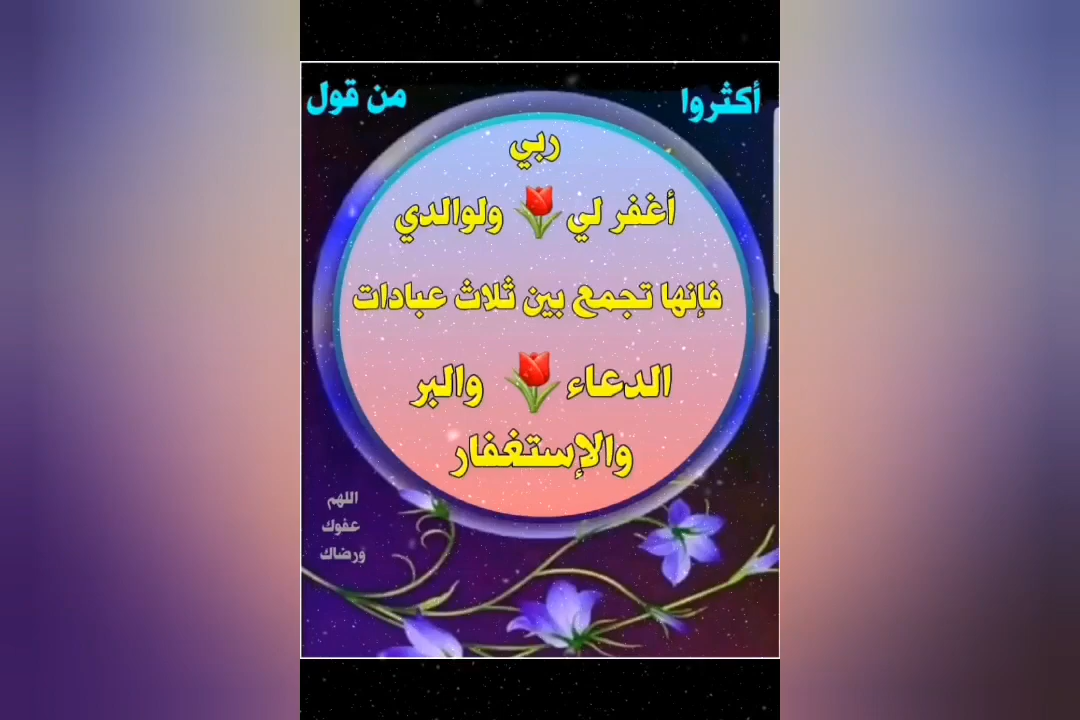 أكثروا من قول
ربي
أغفر لي ولوالدي
فإنها تجمع بين ثلاث عبادات
الدعاء والبر
والإستغفار
اللهم
عفوك
ورضاك